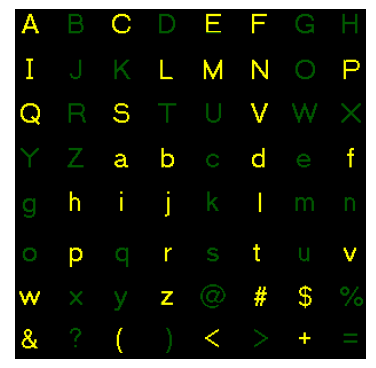 A B C D E F G H
I J K L M N O P
Q R S T U V W X
Y Z a b c d e f
g h i j k l m n
o p q r s t u v
w x y z @ # $ %
& ? ( ) < > + =